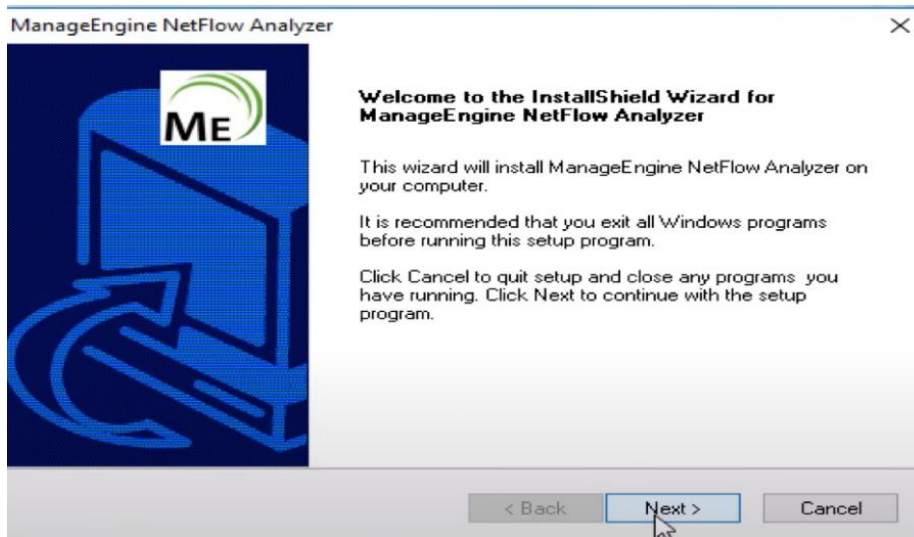 ManageEngine NetFlow Analyzer
ME
Welcome to the InstallShield Wizard for
ManageEngine NetFlow Analyzer
This wizard will install ManageEngine NetFlow Analyzer on
your computer.
It is recommended that you exit all Windows programs
before running this setup program.
Click Cancel to quit setup and close any programs you
have running. Click Next to continue with the setup
program.
< Back
Next >
Cancel